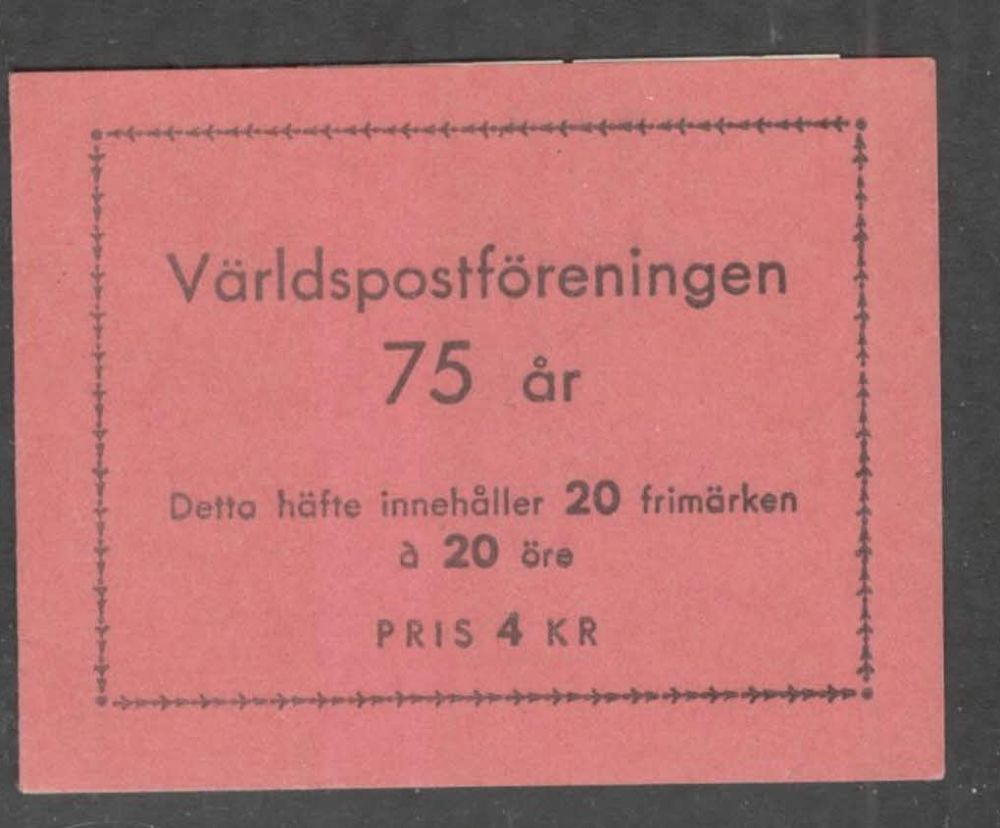 Världspostföreningen
75 år
Detta häfte innehåller 20 frimärken
à 20 öre
PRIS 4 KR